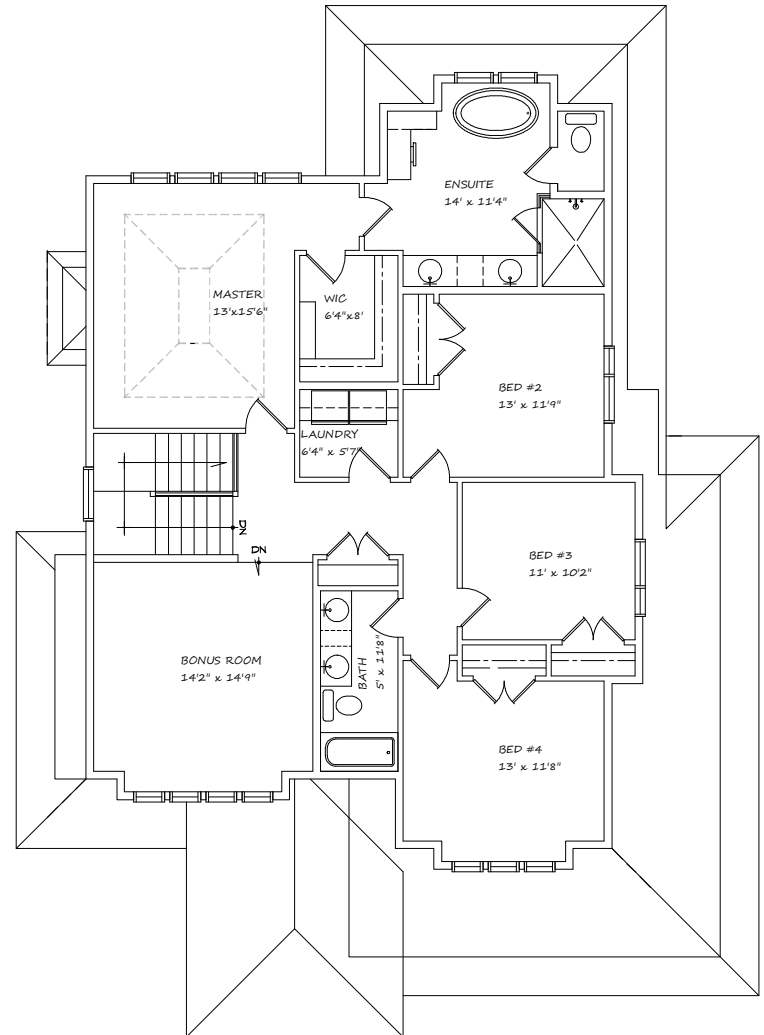 ENSUITE
14' x 11'4"
MASTER
13'x15'6"
WIC
6'4"x8'
BED #2
13' x 11'9"
LAUNDRY
6'4" x 5'7"
DN
DN
BED #3
11' x 10'2"
BONUS ROOM
14'2" x 14'9"
BATH
5' x 11'8"
BED #4
13' x 11'8"